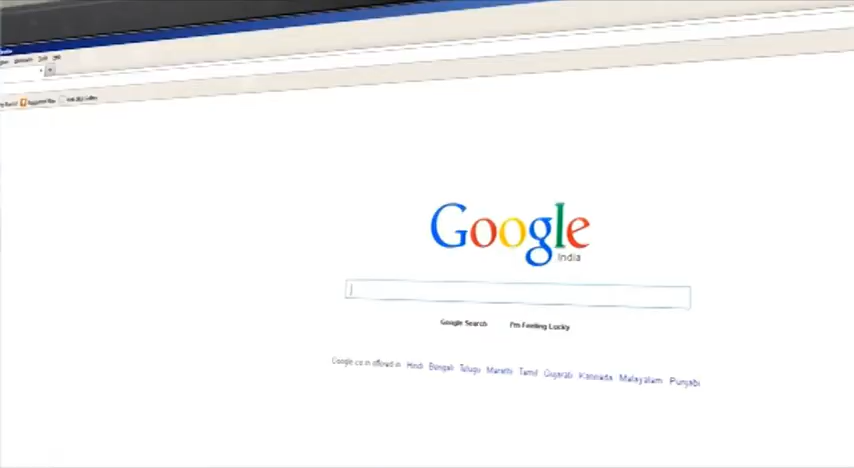 Google
India
Google Search I'm Feeling Lucky
Google.co.in offered in Hindi Bengali Telugu Marathi Tamil Gujarati Kannada Malayalam Punjabi